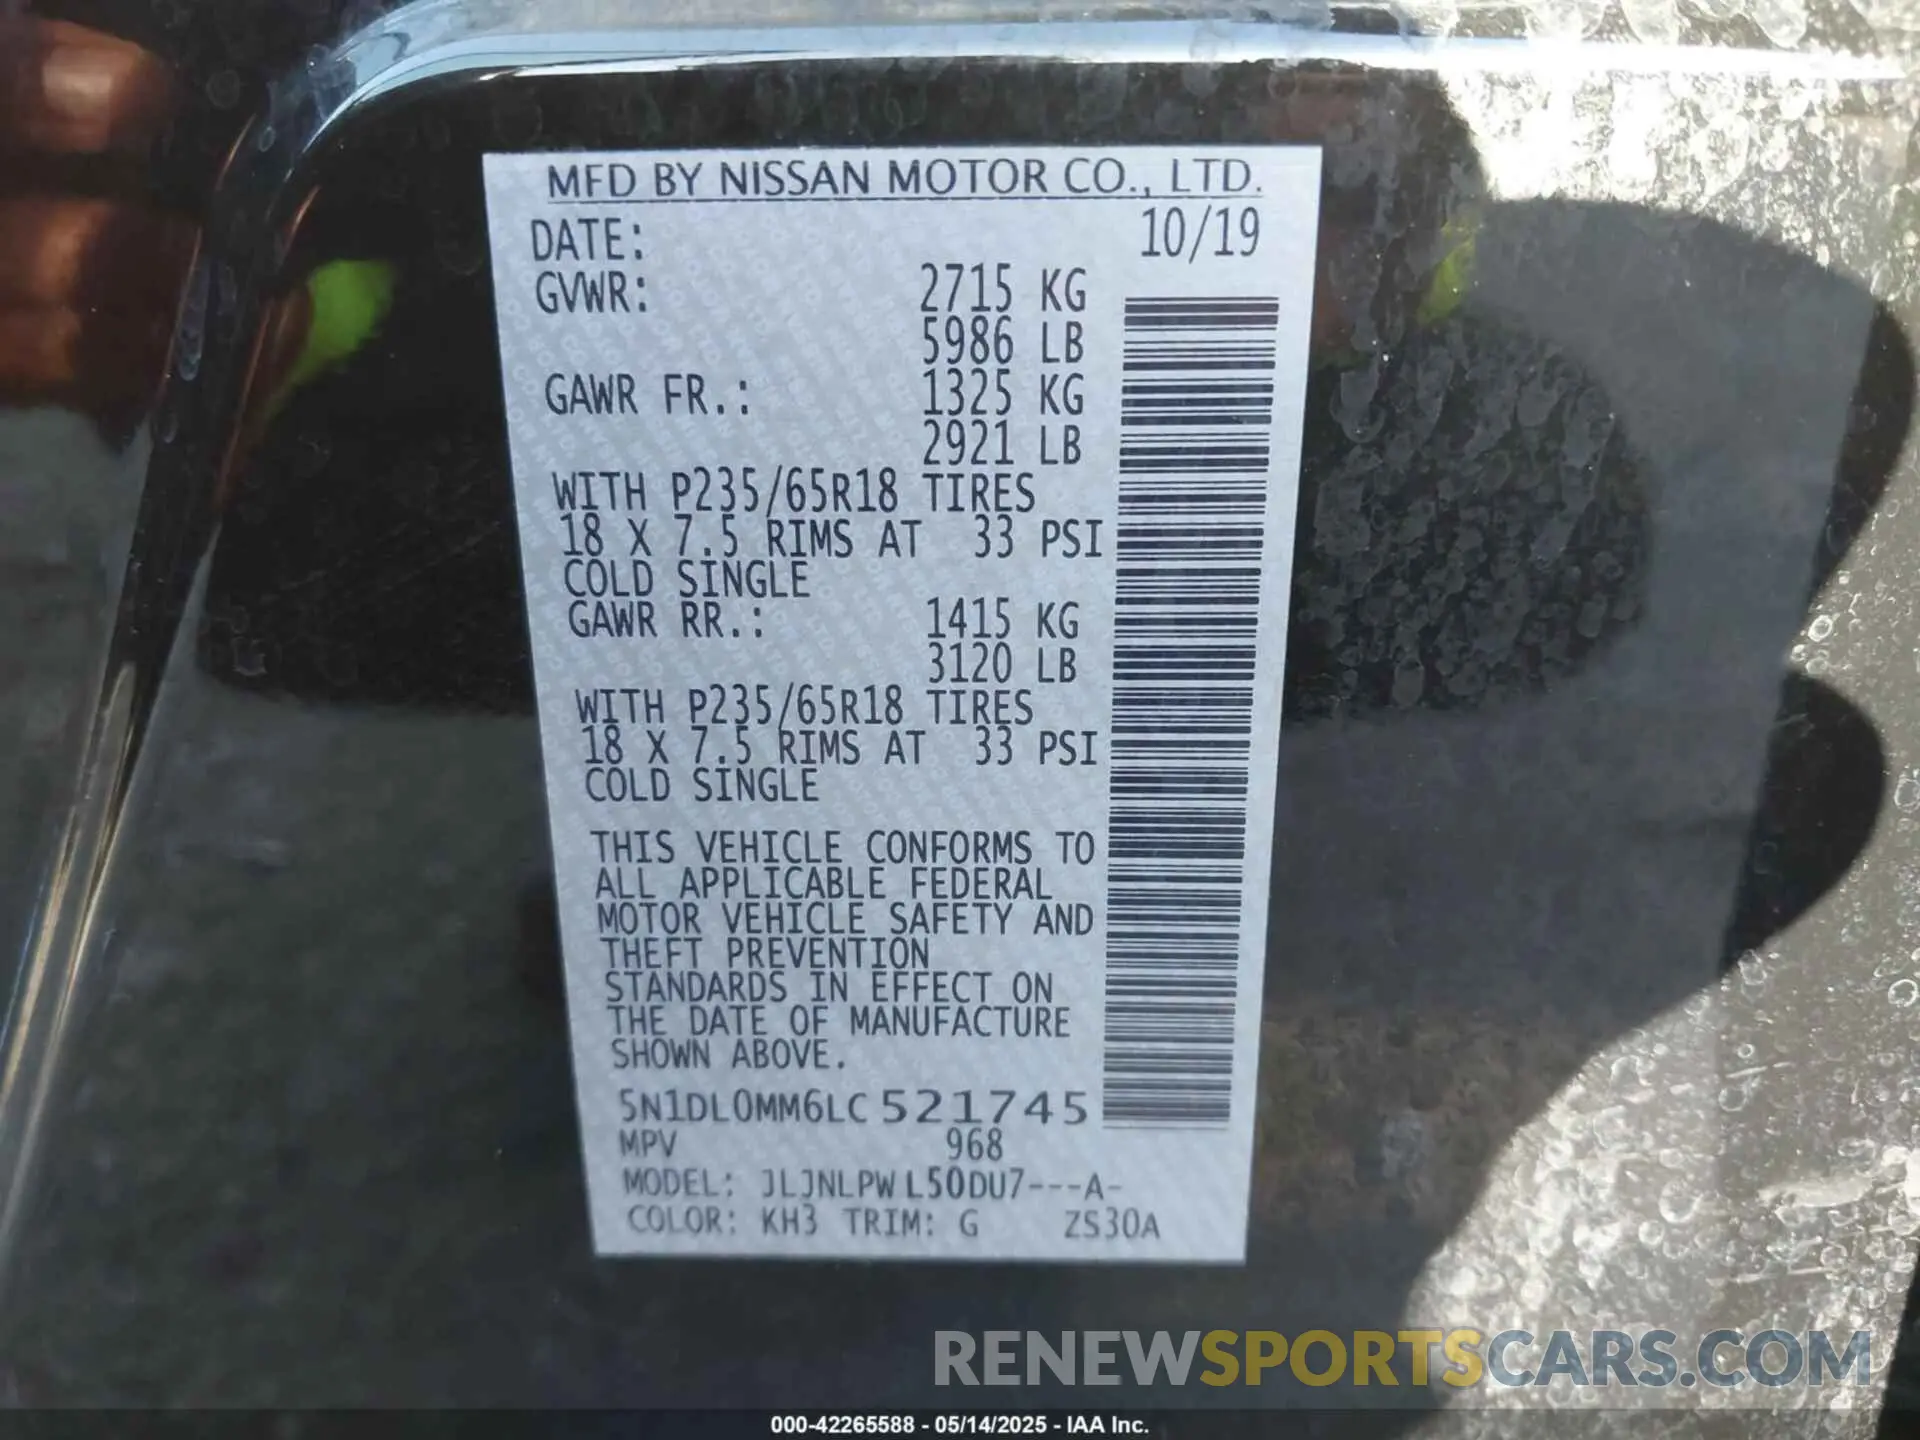 MFD BY NISSAN MOTOR CO., LTD.
DATE: 10/19
GVWR: 2715 KG
5986 LB
GAWR FR.: 1325 KG
2921 LB
WITH P235/65R18 TIRES
18 X 7.5 RIMS AT 33 PSI
COLD SINGLE
GAWR RR.: 1415 KG
3120 LB
WITH P235/65R18 TIRES
18 X 7.5 RIMS AT 33 PSI
COLD SINGLE
THIS VEHICLE CONFORMS TO
ALL APPLICABLE FEDERAL
MOTOR VEHICLE SAFETY AND
THEFT PREVENTION
STANDARDS IN EFFECT ON
THE DATE OF MANUFACTURE
SHOWN ABOVE.
5N1DL0MM6LC521745
MPV 968
MODEL: JLJNLPWL50DU7---A-
COLOR: KH3 TRIM: G ZS30A
RENEWSPORTSCARS.COM
000-42265588 - 05/14/2025 - IAA Inc.